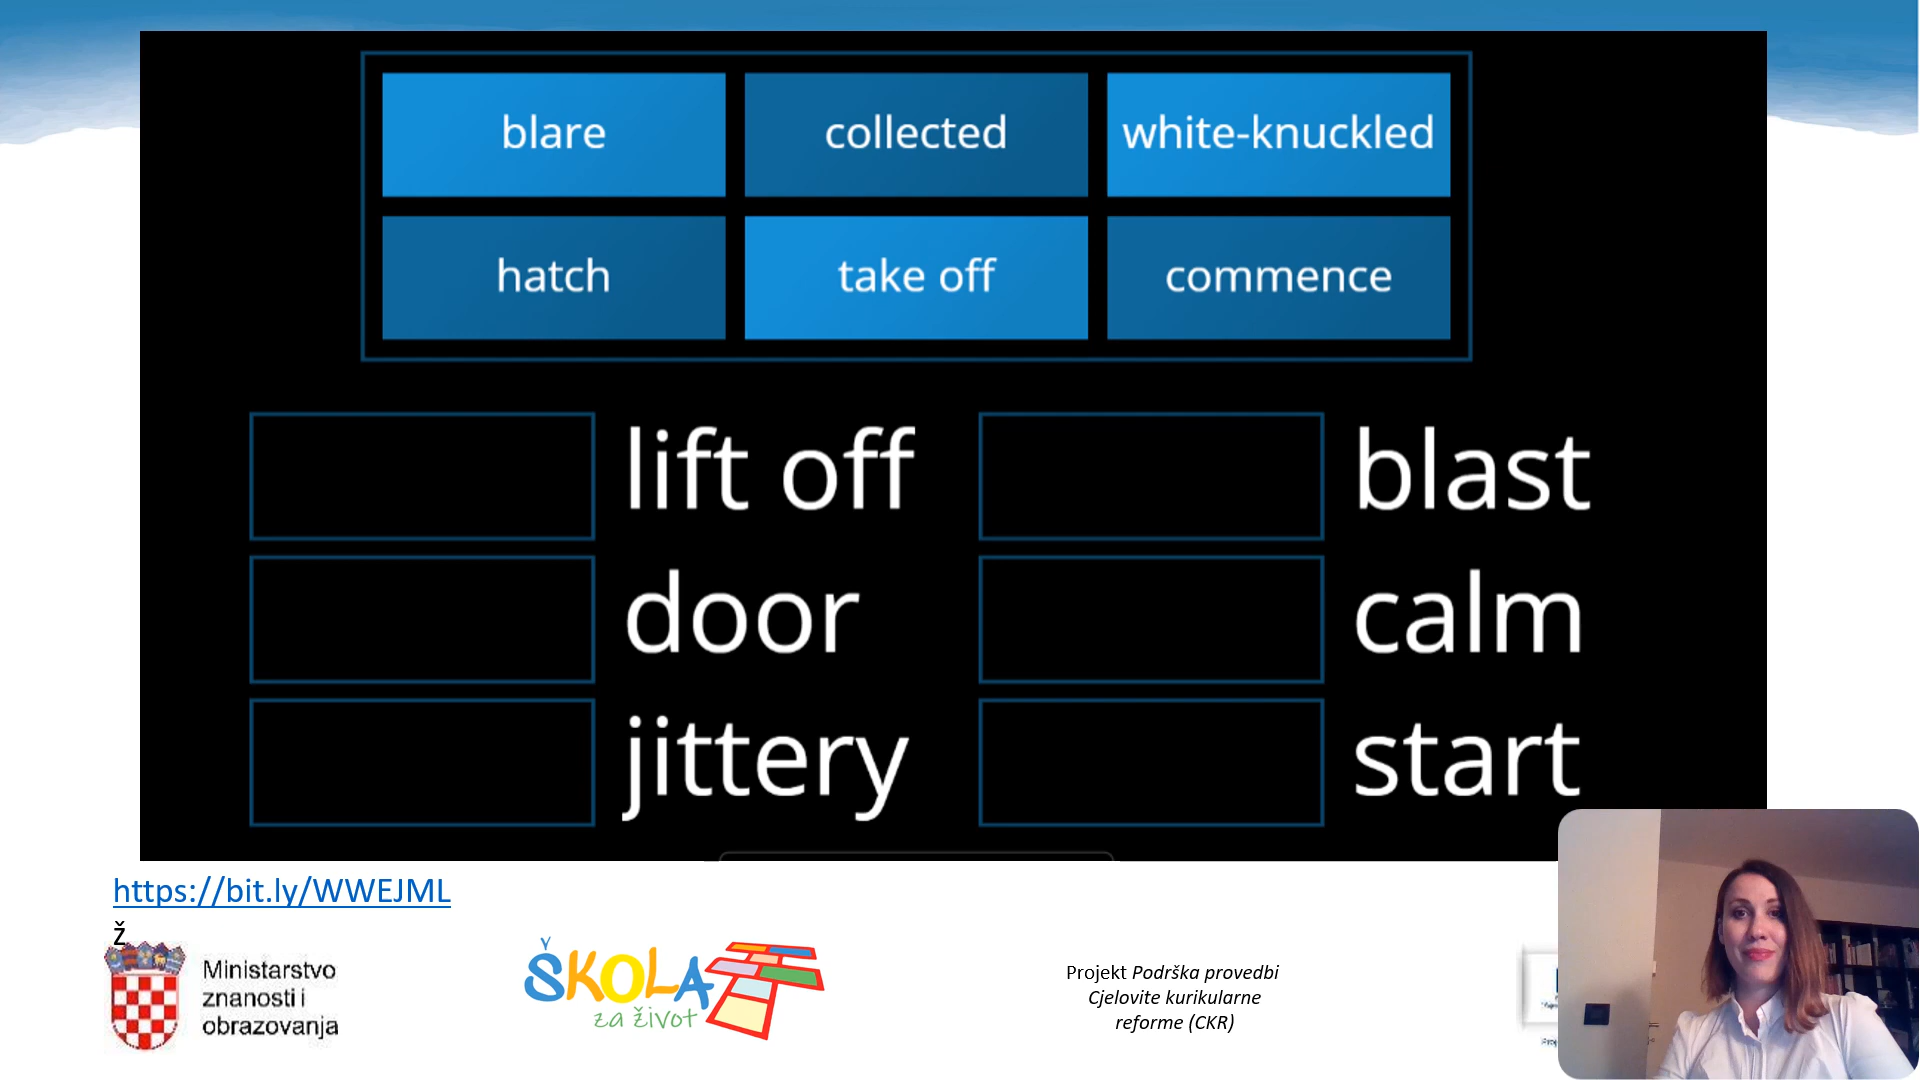 blare
collected
white-knuckled
hatch
take off
commence
lift off
blast
door
calm
jittery
start
https://bit.ly/WWEJML
ž
Ministarstvo
znanosti i
obrazovanja
ŠKOLA
za život
Projekt Podrška provedbi
Cjelovite kurikularne
reforme (CKR)